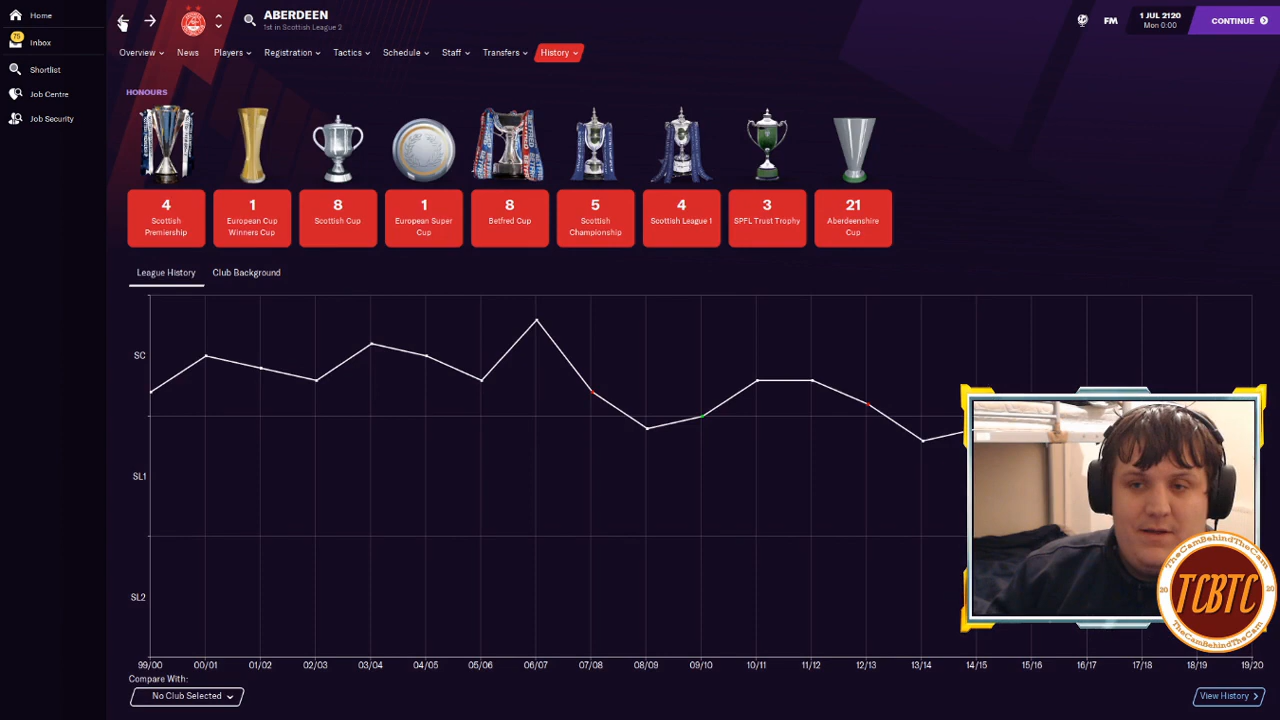 Home
75
Inbox
Shortlist
Job Centre
Job Security
ABERDEEN
1st in Scottish League 2
FM
1 JUL 2120
Mon 0:00
CONTINUE
Overview
News
Players
Registration
Tactics
Schedule
Staff
Transfers
History
HONOURS
4
Scottish
Premiership
1
European Cup
Winners Cup
8
Scottish Cup
1
European Super
Cup
8
Betfred Cup
5
Scottish
Championship
4
Scottish League 1
3
SPFL Trust Trophy
21
Aberdeenshire
Cup
League History
Club Background
SC
SL1
SL2
99/00 00/01 01/02 02/03 03/04 04/05 05/06 06/07 07/08 08/09 09/10 10/11 11/12 12/13 13/14 14/15 15/16 16/17 17/18 18/19 19/20
Compare With:
No Club Selected
View History
TheCamBehindTheCam
20 TCBTC 20
TheCamBehindTheCam